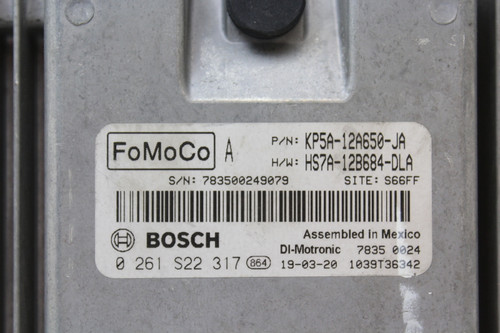 FoMoCo A P/N: KP5A-12A650-JA
H/W: HS7A-12B684-DLA
S/N: 783500249079 SITE: S66FF
Assembled in Mexico
BOSCH DI-Motronic 7835 0024
0 261 S22 317 864 19-03-20 1039T36342